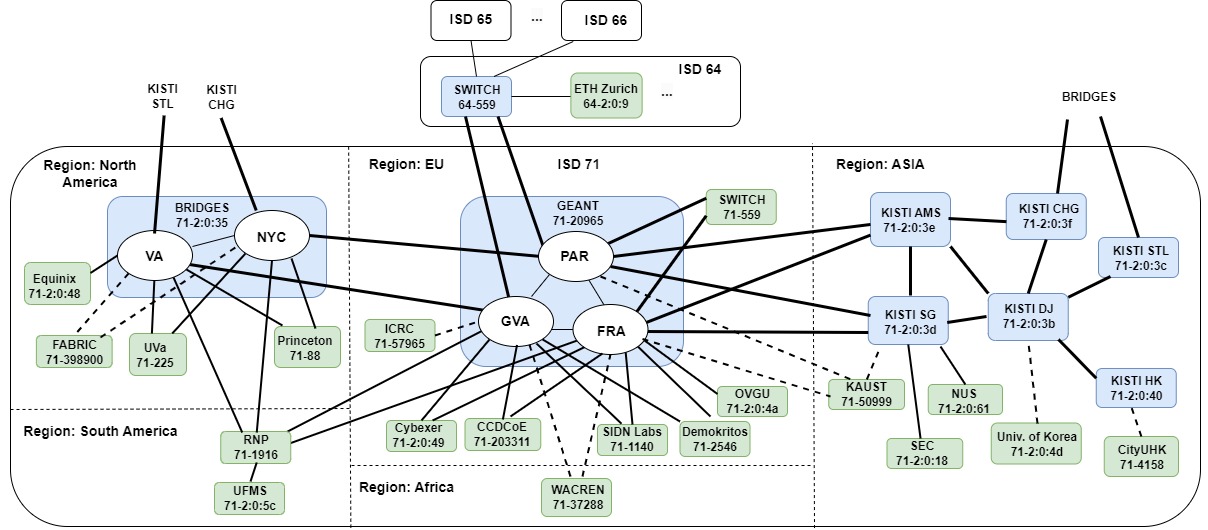 ISD 65
...
ISD 66
ISD 64
SWITCH
64-559
ETH Zurich
64-2:0:9
...
KISTI
STL
KISTI
CHG
BRIDGES
Region: North
America
Region: EU
ISD 71
Region: ASIA
BRIDGES
71-2:0:35
VA
NYC
Equinix
71-2:0:48
FABRIC
71-398900
UVa
71-225
Princeton
71-88
GEANT
71-20965
PAR
GVA
FRA
SWITCH
71-559
ICRC
71-57965
KISTI AMS
71-2:0:3e
KISTI CHG
71-2:0:3f
KISTI STL
71-2:0:3c
KISTI SG
71-2:0:3d
KISTI DJ
71-2:0:3b
KISTI HK
71-2:0:40
KAUST
71-50999
NUS
71-2:0:61
OVGU
71-2:0:4a
Cybexer
71-2:0:49
CCDCoE
71-203311
SIDN Labs
71-1140
Demokritos
71-2546
SEC
71-2:0:18
Univ. of Korea
71-2:0:4d
CityUHK
71-4158
Region: South America
RNP
71-1916
UFMS
71-2:0:5c
Region: Africa
WACREN
71-37288